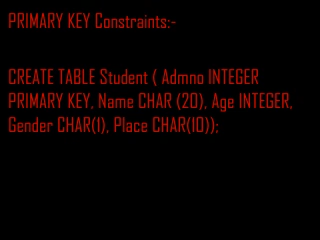 PRIMARY KEY Constraints:-
CREATE TABLE Student ( Admno INTEGER
PRIMARY KEY, Name CHAR (20), Age INTEGER,
Gender CHAR(1), Place CHAR(10));